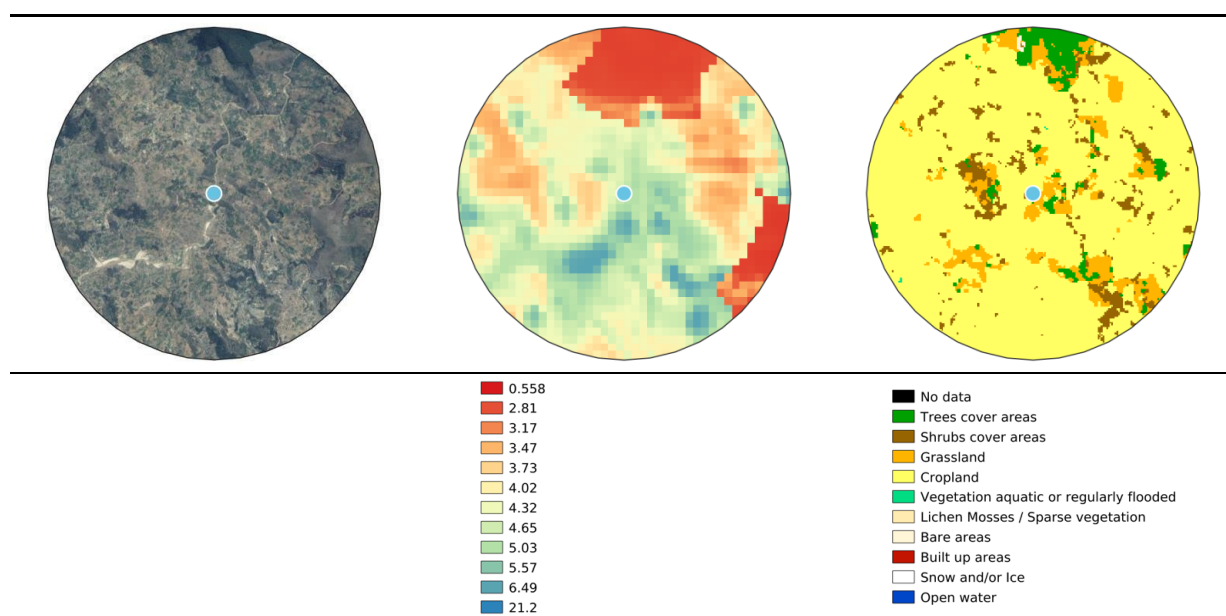 0.558
2.81
3.17
3.47
3.73
4.02
4.32
4.65
5.03
5.57
6.49
21.2
No data
Trees cover areas
Shrubs cover areas
Grassland
Cropland
Vegetation aquatic or regularly flooded
Lichen Mosses / Sparse vegetation
Bare areas
Built up areas
Snow and/or Ice
Open water